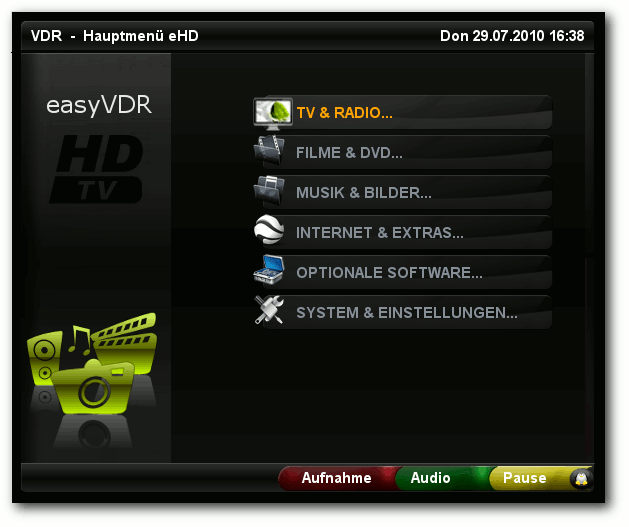 VDR - Hauptmenü eHD Don 29.07.2010 16:38
easyVDR
HD
TV
TV & RADIO...
FILME & DVD...
MUSIK & BILDER...
INTERNET & EXTRAS...
OPTIONALE SOFTWARE...
SYSTEM & EINSTELLUNGEN...
Aufnahme Audio Pause